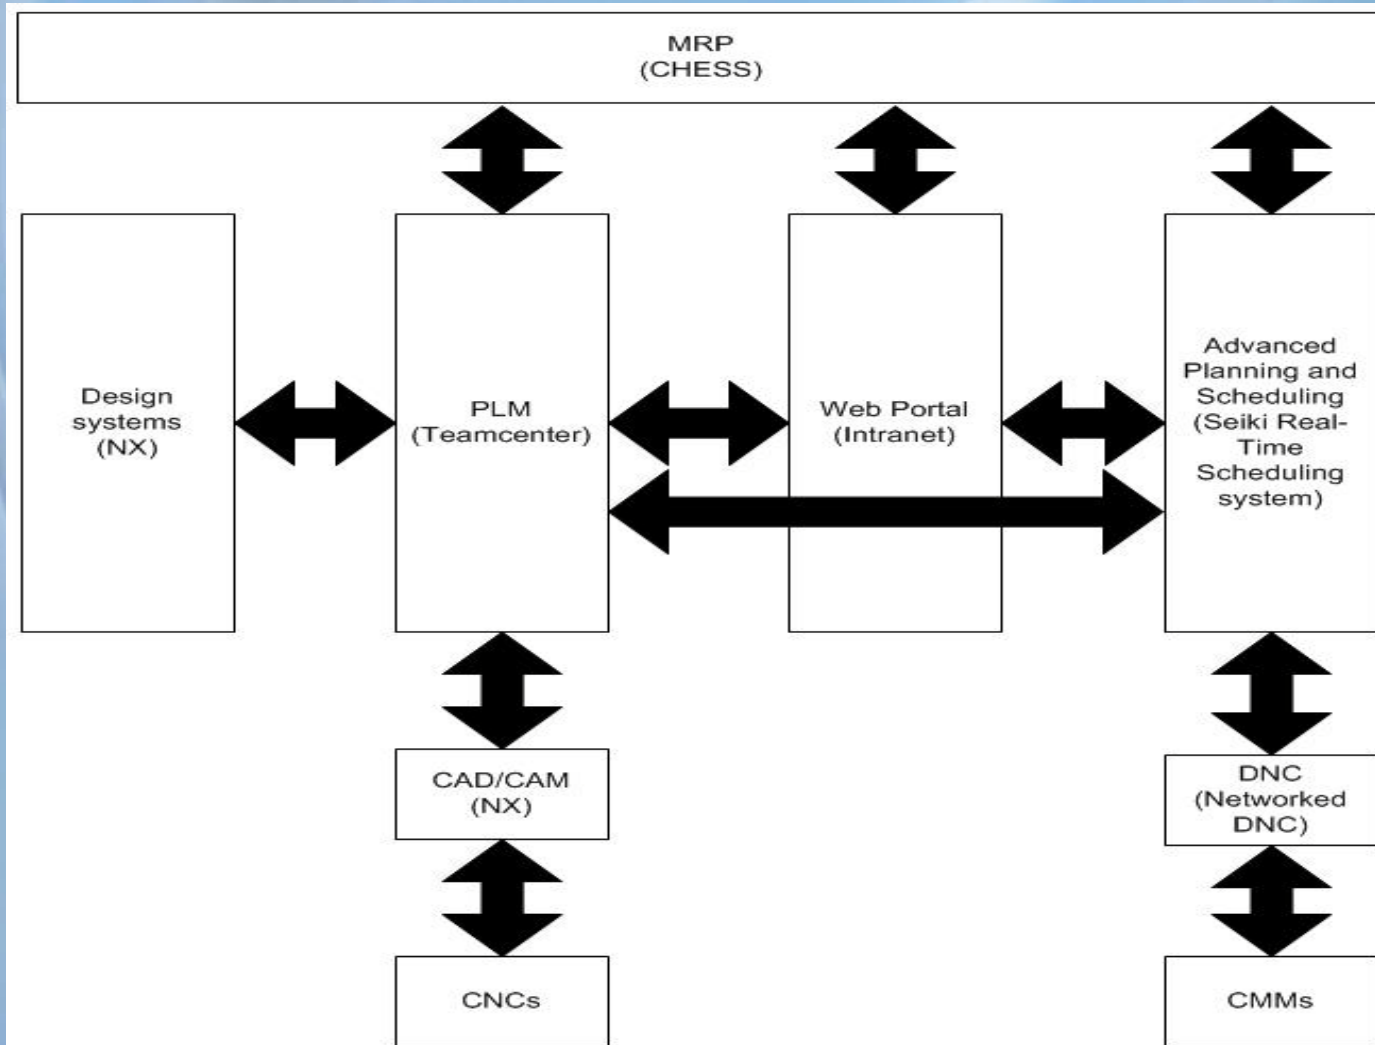 MRP
(CHESS)
Design
systems
(NX)
PLM
(Teamcenter)
Web Portal
(Intranet)
Advanced
Planning and
Scheduling
(Seiki Real-
Time
Scheduling
system)
CAD/CAM
(NX)
DNC
(Networked
DNC)
CNCs
CMMs